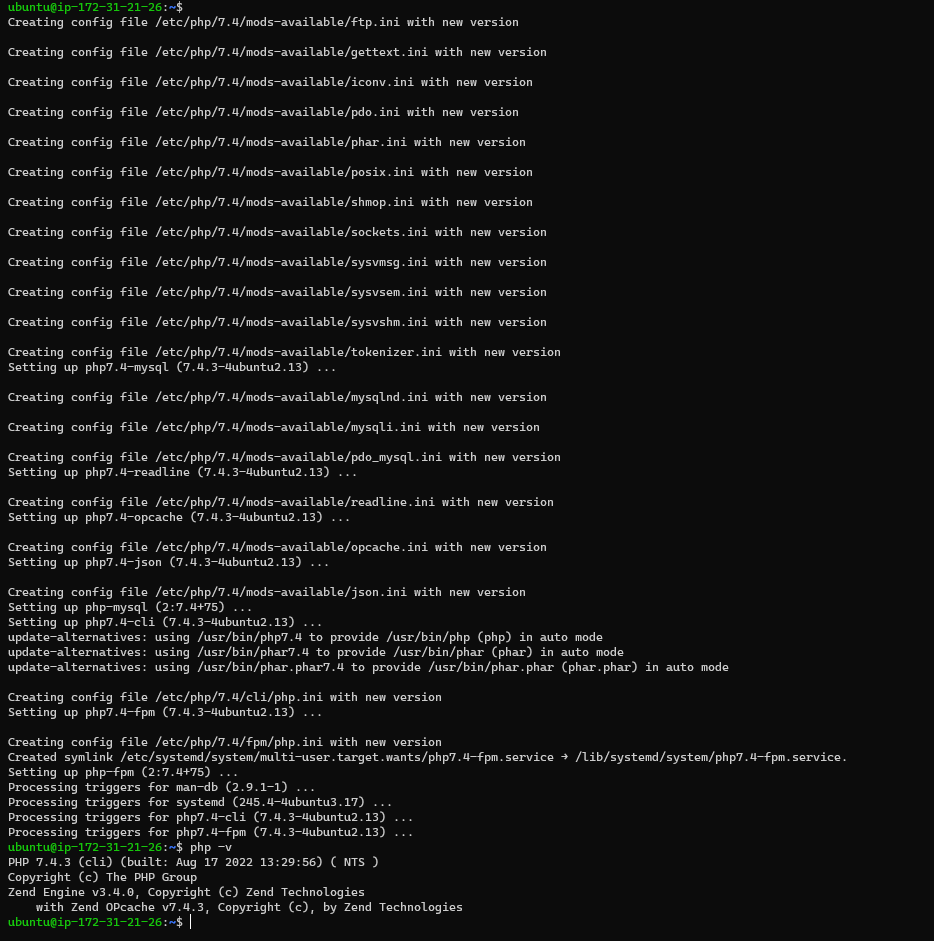 ubuntu@ip-172-31-21-26:~$
Creating config file /etc/php/7.4/mods-available/ftp.ini with new version
Creating config file /etc/php/7.4/mods-available/gettext.ini with new version
Creating config file /etc/php/7.4/mods-available/iconv.ini with new version
Creating config file /etc/php/7.4/mods-available/pdo.ini with new version
Creating config file /etc/php/7.4/mods-available/phar.ini with new version
Creating config file /etc/php/7.4/mods-available/posix.ini with new version
Creating config file /etc/php/7.4/mods-available/shmop.ini with new version
Creating config file /etc/php/7.4/mods-available/sockets.ini with new version
Creating config file /etc/php/7.4/mods-available/sysvmsg.ini with new version
Creating config file /etc/php/7.4/mods-available/sysvsem.ini with new version
Creating config file /etc/php/7.4/mods-available/sysvshm.ini with new version
Creating config file /etc/php/7.4/mods-available/tokenizer.ini with new version
Setting up php7.4-mysql (7.4.3-4ubuntu2.13) ...
Creating config file /etc/php/7.4/mods-available/mysqlnd.ini with new version
Creating config file /etc/php/7.4/mods-available/mysqli.ini with new version
Creating config file /etc/php/7.4/mods-available/pdo_mysql.ini with new version
Setting up php7.4-readline (7.4.3-4ubuntu2.13) ...
Creating config file /etc/php/7.4/mods-available/readline.ini with new version
Setting up php7.4-opcache (7.4.3-4ubuntu2.13) ...
Creating config file /etc/php/7.4/mods-available/opcache.ini with new version
Setting up php7.4-json (7.4.3-4ubuntu2.13) ...
Creating config file /etc/php/7.4/mods-available/json.ini with new version
Setting up php-mysql (2:7.4+75) ...
Setting up php7.4-cli (7.4.3-4ubuntu2.13) ...
update-alternatives: using /usr/bin/php7.4 to provide /usr/bin/php (php) in auto mode
update-alternatives: using /usr/bin/phar7.4 to provide /usr/bin/phar (phar) in auto mode
update-alternatives: using /usr/bin/phar.phar7.4 to provide /usr/bin/phar.phar (phar.phar) in auto mode
Creating config file /etc/php/7.4/cli/php.ini with new version
Setting up php7.4-fpm (7.4.3-4ubuntu2.13) ...
Creating config file /etc/php/7.4/fpm/php.ini with new version
Created symlink /etc/systemd/system/multi-user.target.wants/php7.4-fpm.service → /lib/systemd/system/php7.4-fpm.service.
Setting up php-fpm (2:7.4+75) ...
Processing triggers for man-db (2.9.1-1) ...
Processing triggers for systemd (245.4-4ubuntu3.17) ...
Processing triggers for php7.4-cli (7.4.3-4ubuntu2.13) ...
Processing triggers for php7.4-fpm (7.4.3-4ubuntu2.13) ...
ubuntu@ip-172-31-21-26:~$ php -v
PHP 7.4.3 (cli) (built: Aug 17 2022 13:29:56) ( NTS )
Copyright (c) The PHP Group
Zend Engine v3.4.0, Copyright (c) Zend Technologies
    with Zend OPcache v7.4.3, Copyright (c), by Zend Technologies
ubuntu@ip-172-31-21-26:~$